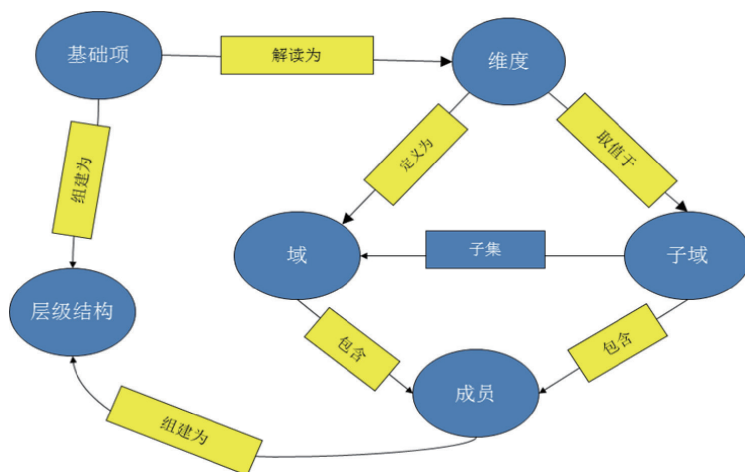 基础项
解读为
维度
组建为
定义为
取值于
域
子集
子域
层级结构
包含
包含
成员
组建为